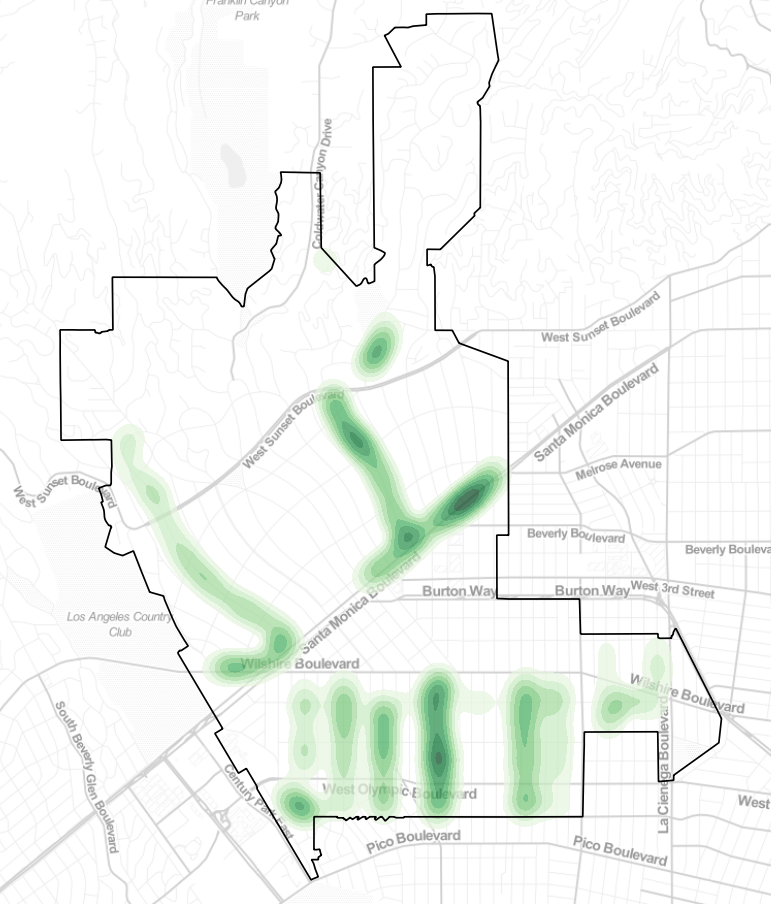 Franklin Canyon
Park
Coldwater Canyon Drive
West Sunset Boulevard
Santa Monica Boulevard
West Sunset Boulevard
Melrose Avenue
West Sunset Boulevard
Beverly Boulevard
Beverly Bouleva
Santa Monica Boulevard
Burton Way
Burton Way
West 3rd Street
Los Angeles Country
Club
Wilshire Boulevard
Wilshire Boulevard
South Beverly Glen Boulevard
La Cienega Boulevard
Century Park East
West Olympic Boulevard
West
Pico Boulevard
Pico Boulevard